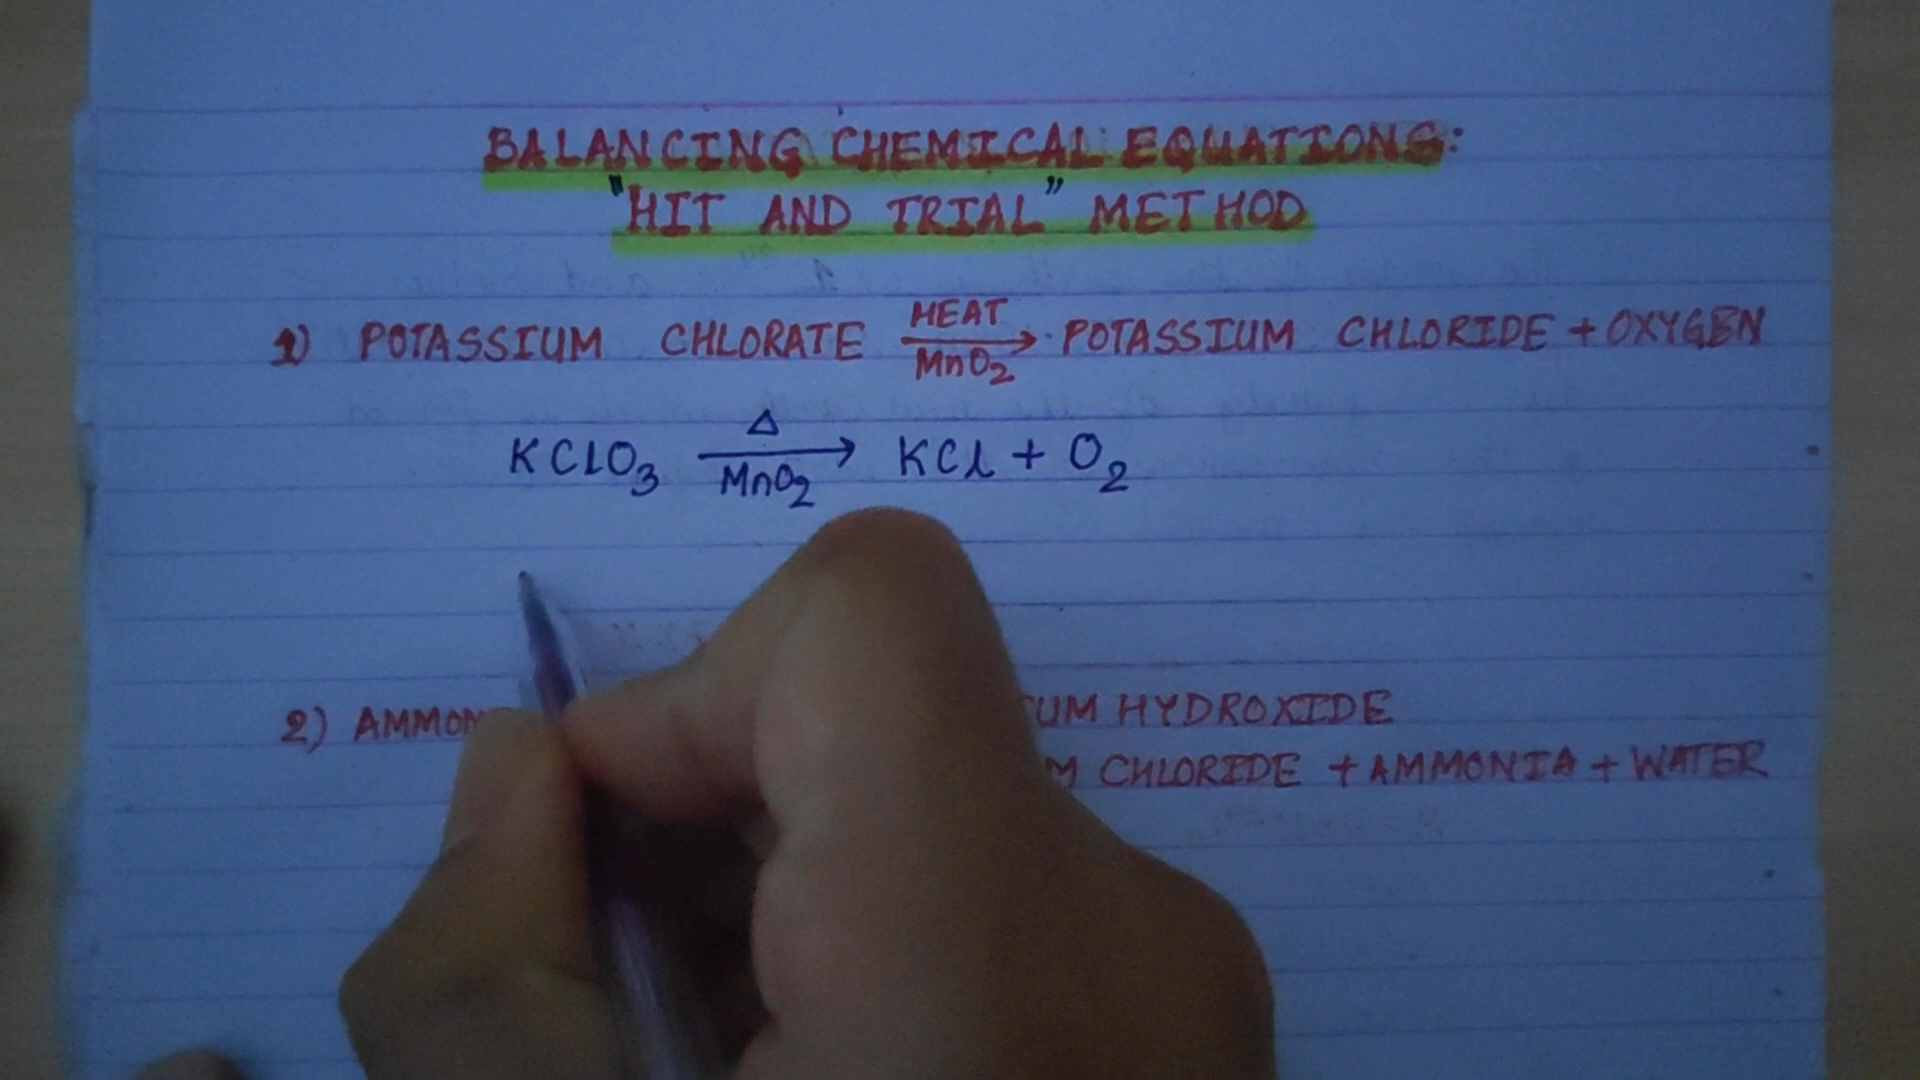 BALANCING CHEMICAL EQUATIONS:
"HIT AND TRIAL" METHOD
1) POTASSIUM CHLORATE HEAT MnO2 → POTASSIUM CHLORIDE + OXYGEN
KClO3 Δ MnO2 → KCl + O2
2) AMMON UM HYDROXIDE
M CHLORIDE + AMMONIA + WATER